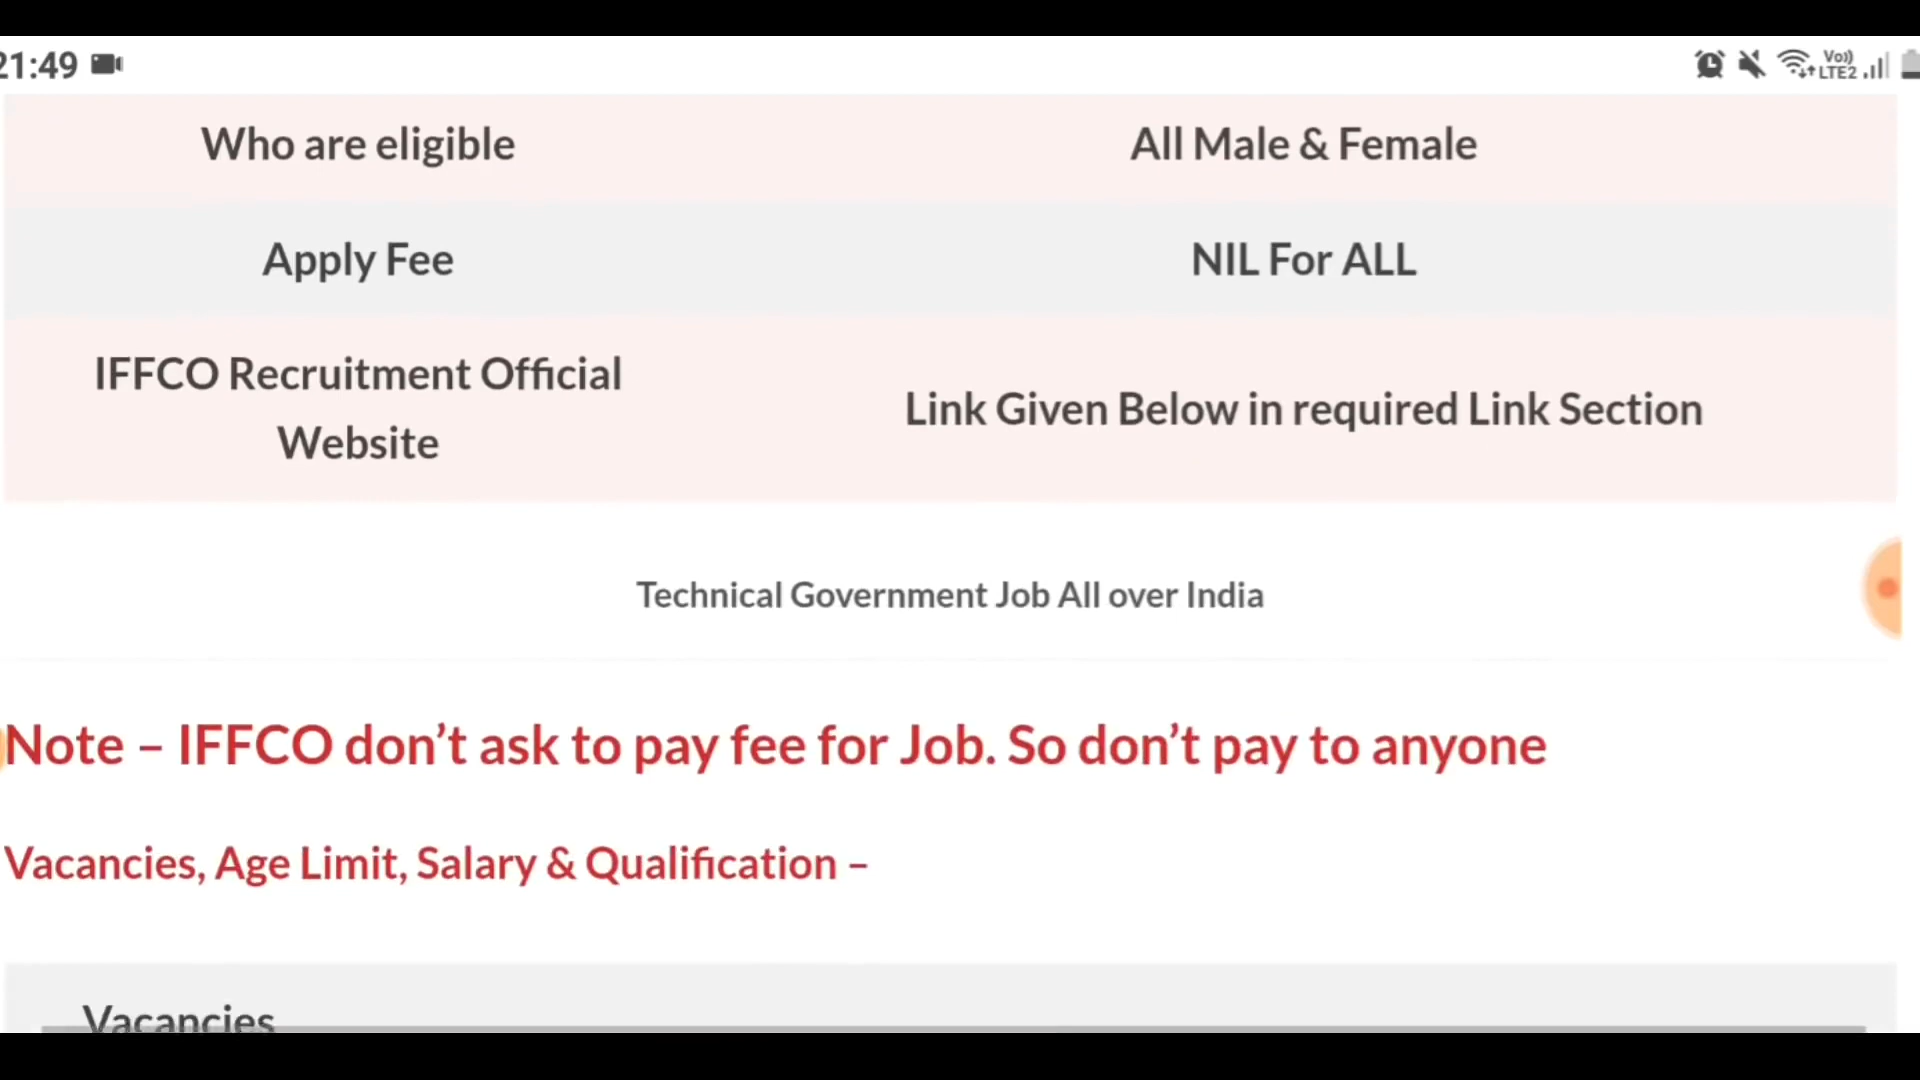 21:49
Vo)) LTE2
Who are eligible
All Male & Female
Apply Fee
NIL For ALL
IFFCO Recruitment Official
Website
Link Given Below in required Link Section
Technical Government Job All over India
Note – IFFCO don’t ask to pay fee for Job. So don’t pay to anyone
Vacancies, Age Limit, Salary & Qualification –
Vacancies